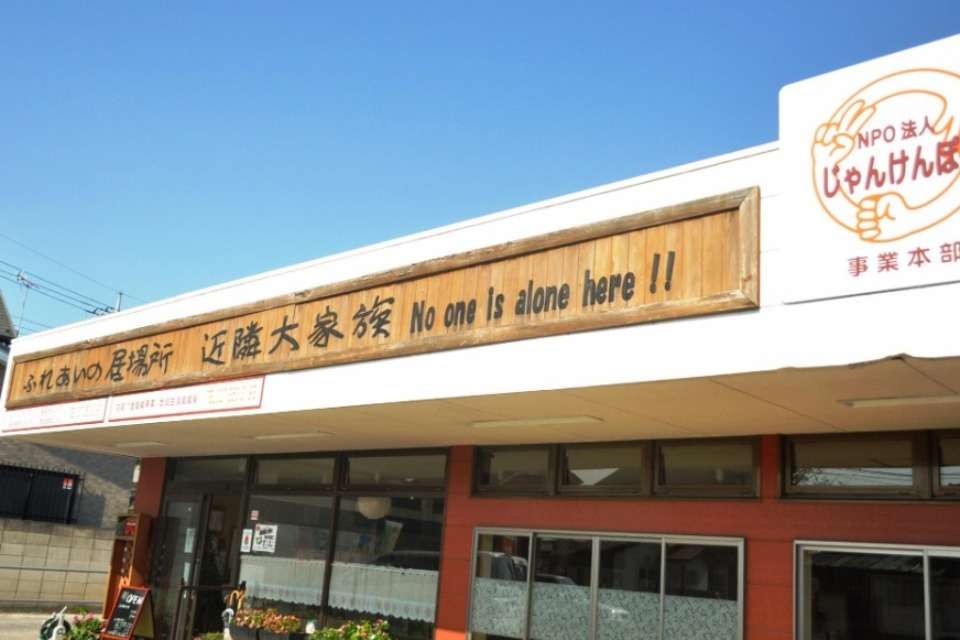 ふれあいの居場所 近隣大家族 No one is alone here !!
NPO法人
じゃんけんぽ
事業本部
OPEN